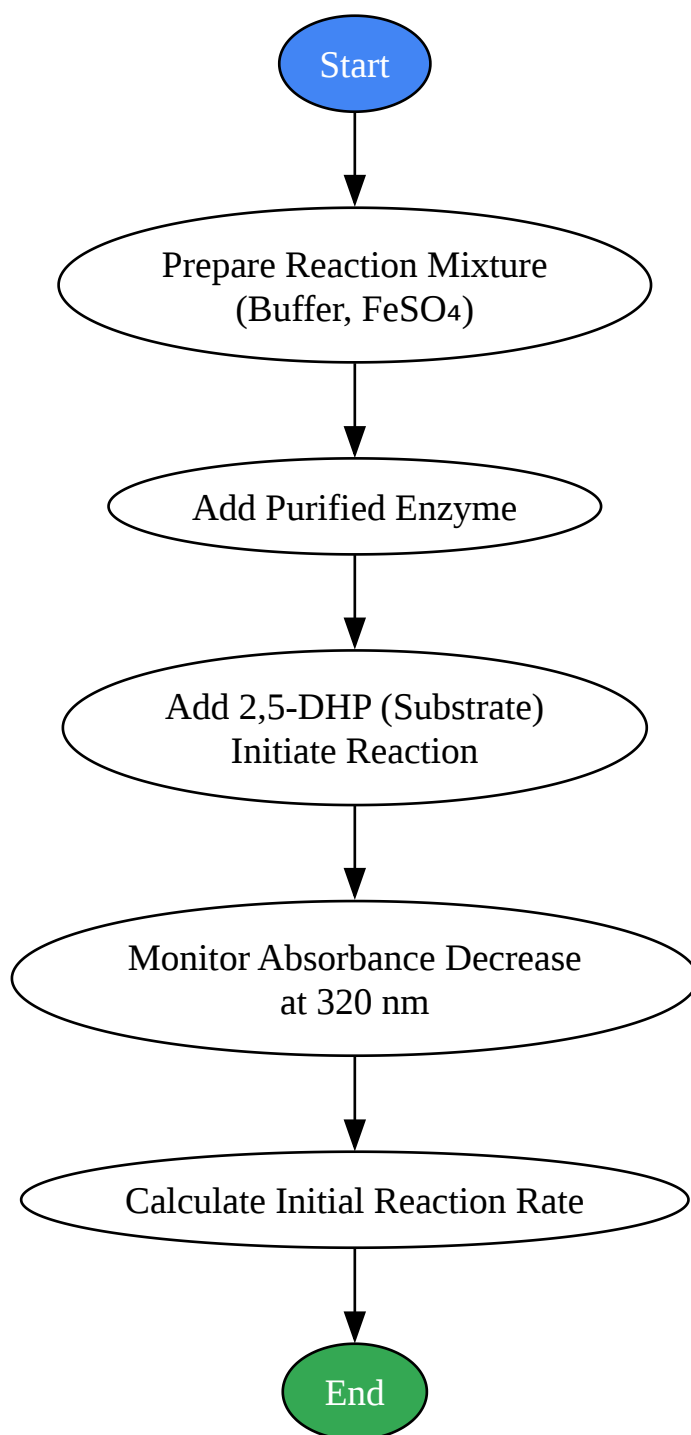 Start
Prepare Reaction Mixture
(Buffer, FeSO₄)
Add Purified Enzyme
Add 2,5-DHP (Substrate)
Initiate Reaction
Monitor Absorbance Decrease
at 320 nm
Calculate Initial Reaction Rate
End